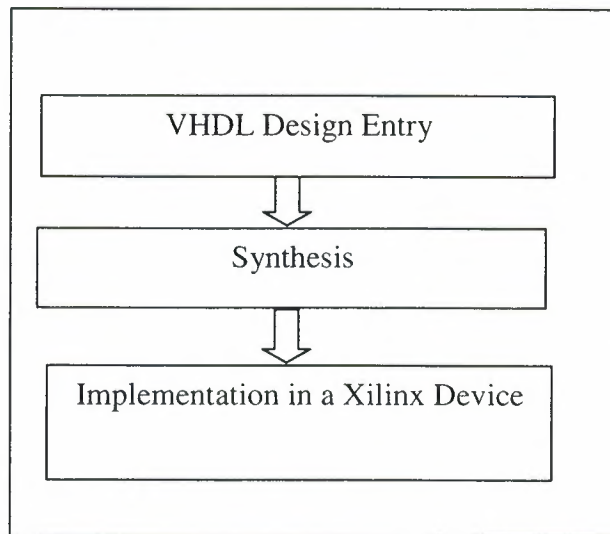 VHDL Design Entry
Synthesis
Implementation in a Xilinx Device